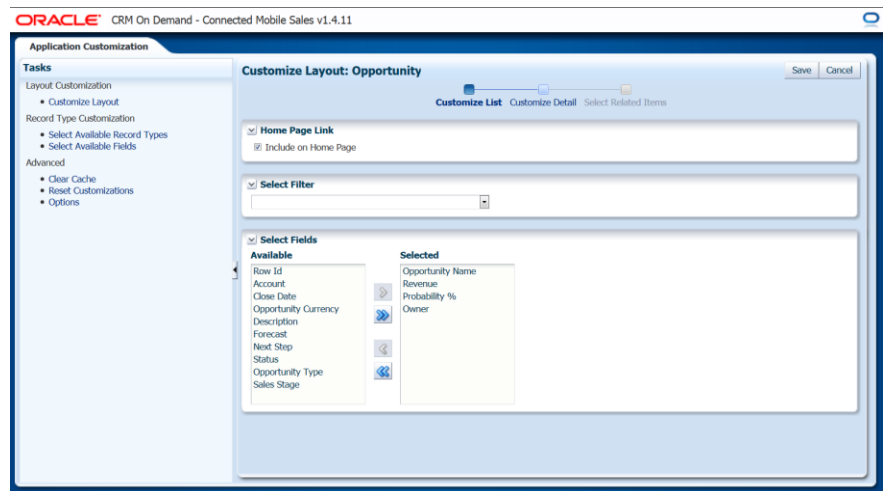 ORACLE® CRM On Demand - Connected Mobile Sales v1.4.11
Application Customization
Tasks
Layout Customization
• Customize Layout
Record Type Customization
• Select Available Record Types
• Select Available Fields
Advanced
• Clear Cache
• Reset Customizations
• Options
Customize Layout: Opportunity
Save Cancel
Customize List Customize Detail Select Related Items
Home Page Link
Include on Home Page
Select Filter
Select Fields
Available
Row Id
Account
Close Date
Opportunity Currency
Description
Forecast
Next Step
Status
Opportunity Type
Sales Stage
Selected
Opportunity Name
Revenue
Probability %
Owner